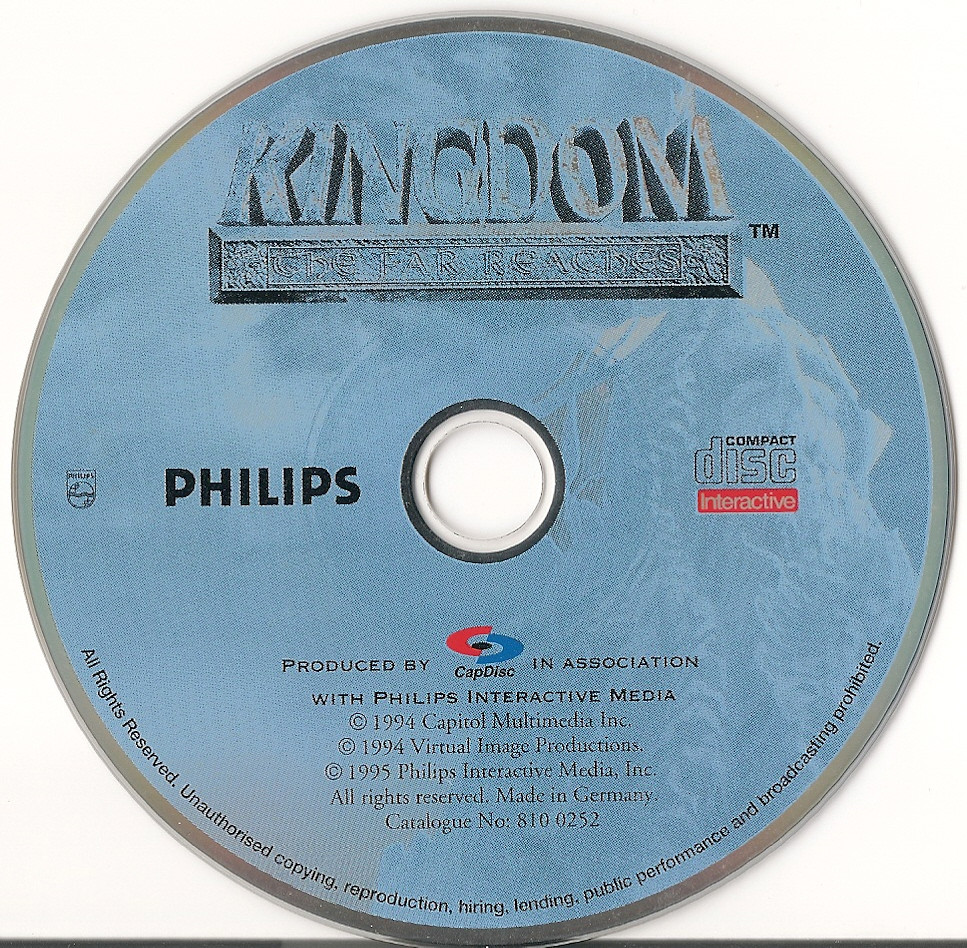 KINGDOM
THE FAR REACHES
TM
PHILIPS
PHILIPS
COMPACT
disc
Interactive
PRODUCED BY CapDisc IN ASSOCIATION
WITH PHILIPS INTERACTIVE MEDIA
© 1994 Capitol Multimedia Inc.
© 1994 Virtual Image Productions.
© 1995 Philips Interactive Media, Inc.
All rights reserved. Made in Germany.
Catalogue No: 810 0252
All Rights Reserved. Unauthorised copying, reproduction, hiring, lending, public performance and broadcasting prohibited.